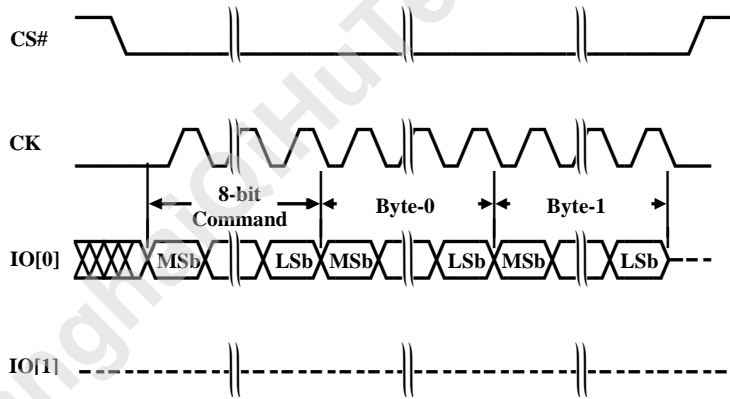 CS#
CK
8-bit
Command
Byte-0
Byte-1
IO[0]
MSb
LSb
MSb
LSb
MSb
LSb
IO[1]